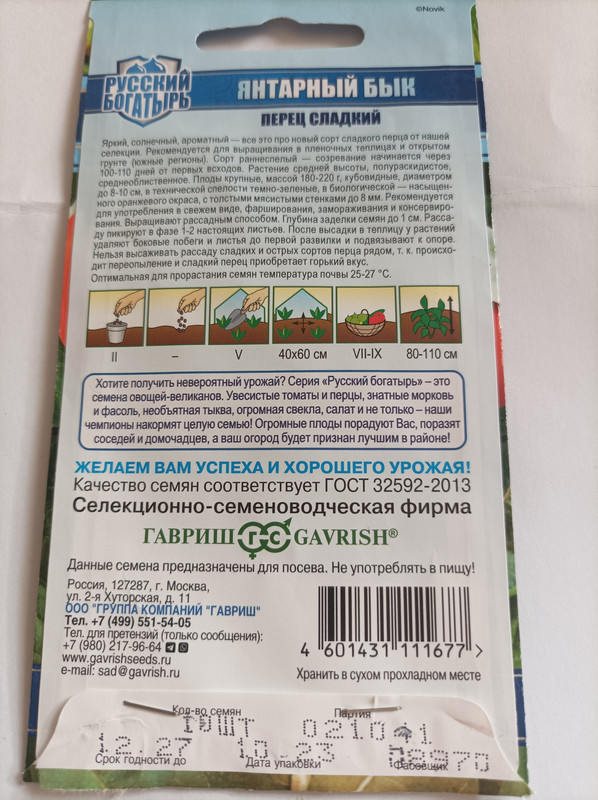 ©Novik
РУССКИЙ
БОГАТЫРЬ
ЯНТАРНЫЙ БЫК
ПЕРЕЦ СЛАДКИЙ
Яркий, солнечный, ароматный — все это про новый сорт сладкого перца от нашей
селекции. Рекомендуется для выращивания в пленочных теплицах и открытом
грунте (южные регионы). Сорт раннеспелый – созревание начинается через
100-110 дней от первых всходов. Растение средней высоты, полураскидистое,
среднеоблиственное. Плоды крупные, массой 180-220 г, кубовидные, диаметром
до 8-10 см, в технической спелости темно-зеленые, в биологической — насыщен-
ного оранжевого окраса, с толстыми мясистыми стенками до 8 мм. Рекомендуется
для употребления в свежем виде, фарширования, замораживания и консервиро-
вания. Выращивают рассадным способом. Глубина заделки семян до 1 см. Расса-
ду пикируют в фазе 1-2 настоящих листьев. После высадки в теплицу у растений
удаляют боковые побеги и листья до первой развилки и подвязывают к опоре.
Нельзя высаживать рассаду сладких и острых сортов перца рядом, т. к. происхо-
дит переопыление и сладкий перец приобретает горький вкус.
Оптимальная для прорастания семян температура почвы 25-27 °С.
II – V 40х60 см VII-IX 80-110 см
Хотите получить невероятный урожай? Серия «Русский богатырь» – это
семена овощей-великанов. Увесистые томаты и перцы, знатные морковь
и фасоль, необъятная тыква, огромная свекла, салат и не только – наши
чемпионы накормят целую семью! Огромные плоды порадуют Вас, поразят
соседей и домочадцев, а ваш огород будет признан лучшим в районе!
ЖЕЛАЕМ ВАМ УСПЕХА И ХОРОШЕГО УРОЖАЯ!
Качество семян соответствует ГОСТ 32592-2013
Селекционно-семеноводческая фирма
ГАВРИШ ГС GAVRISH®
Данные семена предназначены для посева. Не употреблять в пищу!
Россия, 127287, г. Москва,
ул. 2-я Хуторская, д. 11
ООО "ГРУППА КОМПАНИЙ "ГАВРИШ"
Тел. +7 (499) 551-54-05
Тел. для претензий (только сообщения):
+7 (980) 217-96-64
www.gavrishseeds.ru
e-mail: sad@gavrish.ru
4 601431 111677 >
Хранить в сухом прохладном месте
Кол-во семян Партия
10ШТ
12.27 10.23
Срок годности до Дата упаковки Фасовщик